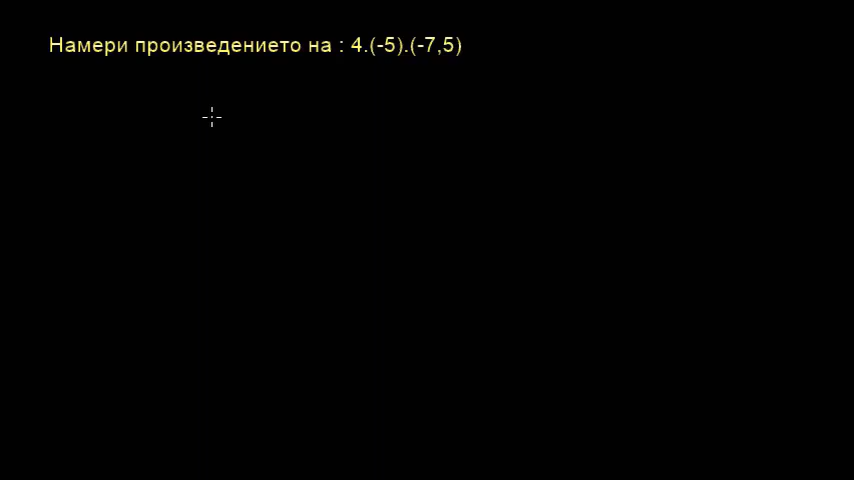 Намери произведението на : 4.(-5).(-7,5)